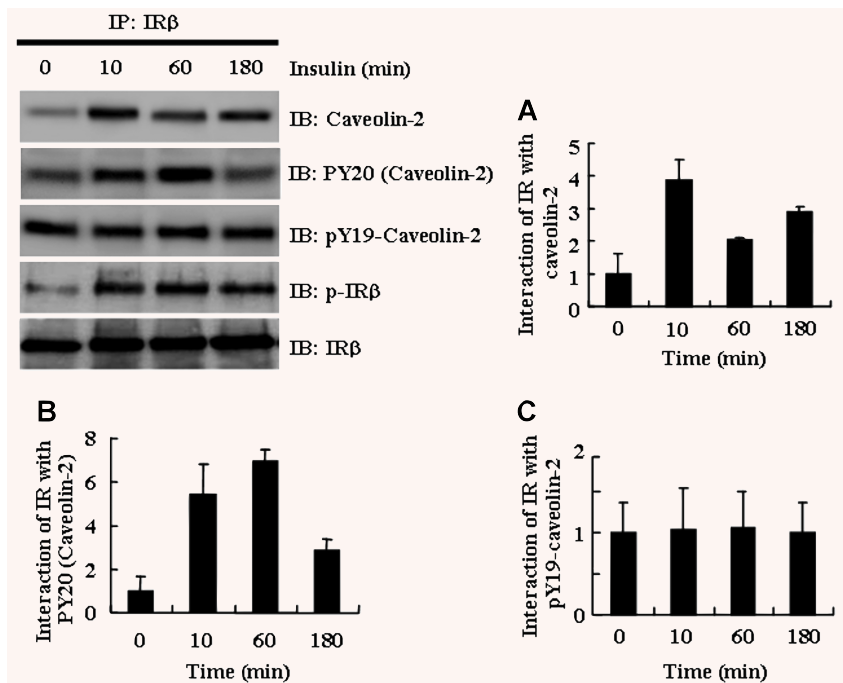 IP: IRβ
0 10 60 180 Insulin (min)
IB: Caveolin-2
IB: PY20 (Caveolin-2)
IB: pY19-Caveolin-2
IB: p-IRβ
IB: IRβ
A
Interaction of IR with
caveolin-2
5
4
3
2
1
0
0 10 60 180
Time (min)
B
Interaction of IR with
PY20 (Caveolin-2)
8
6
4
2
0
0 10 60 180
Time (min)
C
Interaction of IR with
pY19-caveolin-2
2
1
0
0 10 60 180
Time (min)